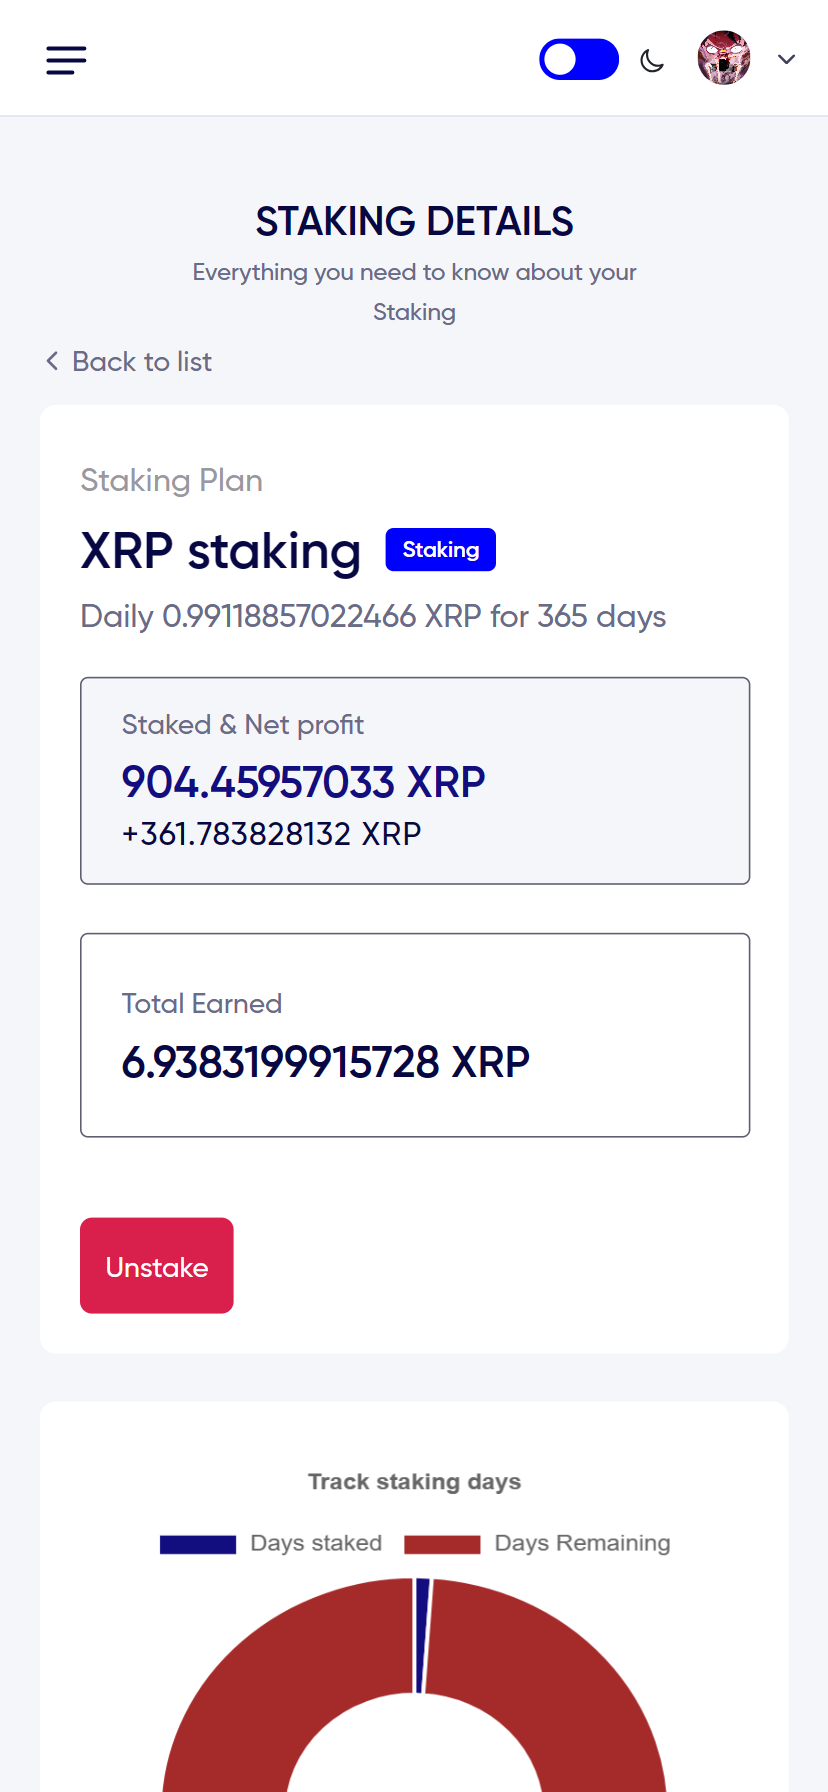 STAKING DETAILS
Everything you need to know about your
Staking
Back to list
Staking Plan
XRP staking Staking
Daily 0.99118857022466 XRP for 365 days
Staked & Net profit
904.45957033 XRP
+361.783828132 XRP
Total Earned
6.9383199915728 XRP
Unstake
Track staking days
Days staked Days Remaining